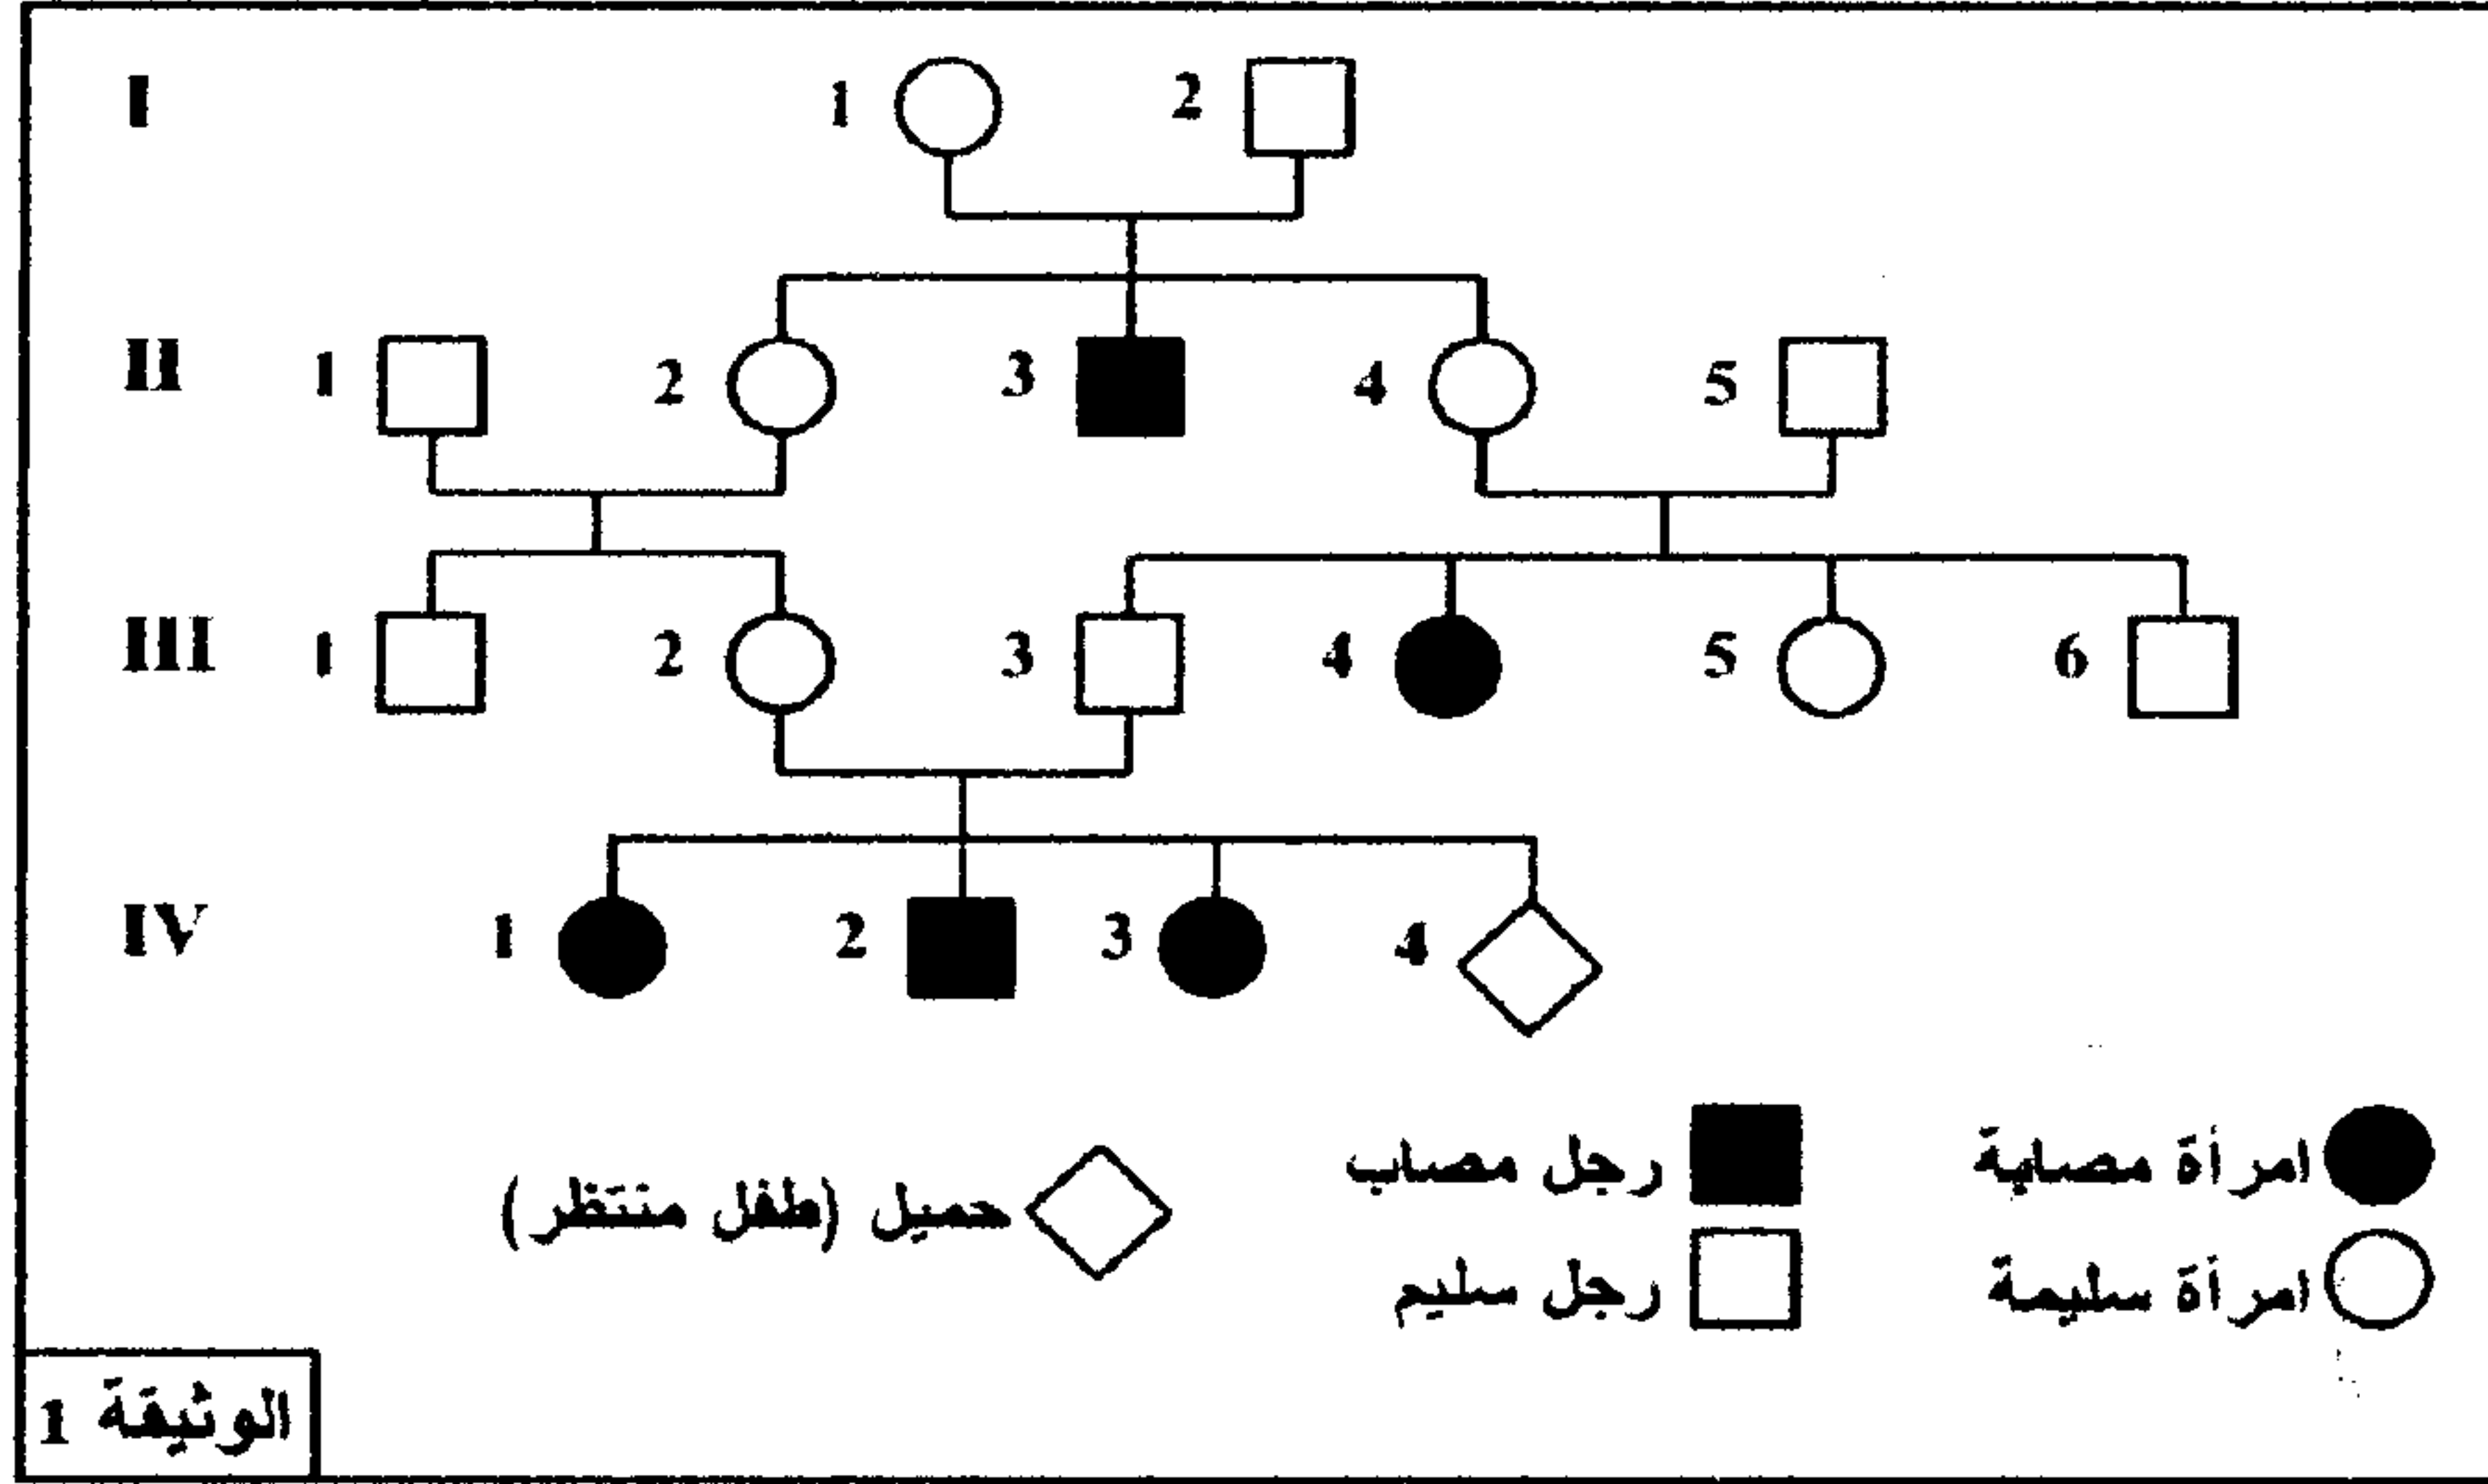 I 1 2
II 1 2 3 4 5
III 1 2 3 4 5 6
IV 1 2 3 4
امرأة مصابة رجل مصاب حميل (طفل منتظر)
امرأة سليمة رجل سليم
الوثيقة 1